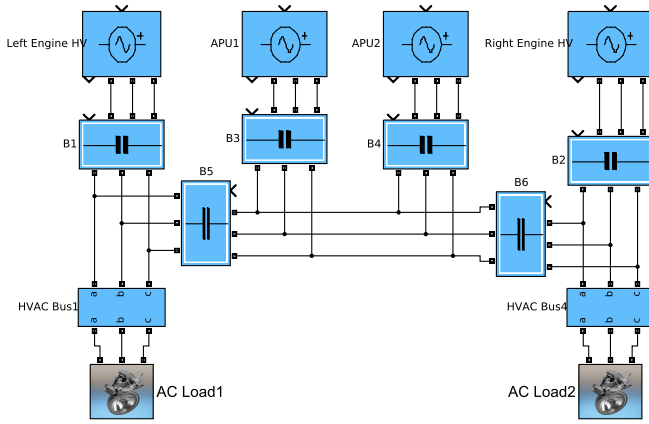 Left Engine HV
APU1
APU2
Right Engine HV
+
+
+
+
B1
B3
B4
B2
B5
B6
HVAC Bus1
a b c
a b c
HVAC Bus4
a b c
a b c
AC Load1
AC Load2